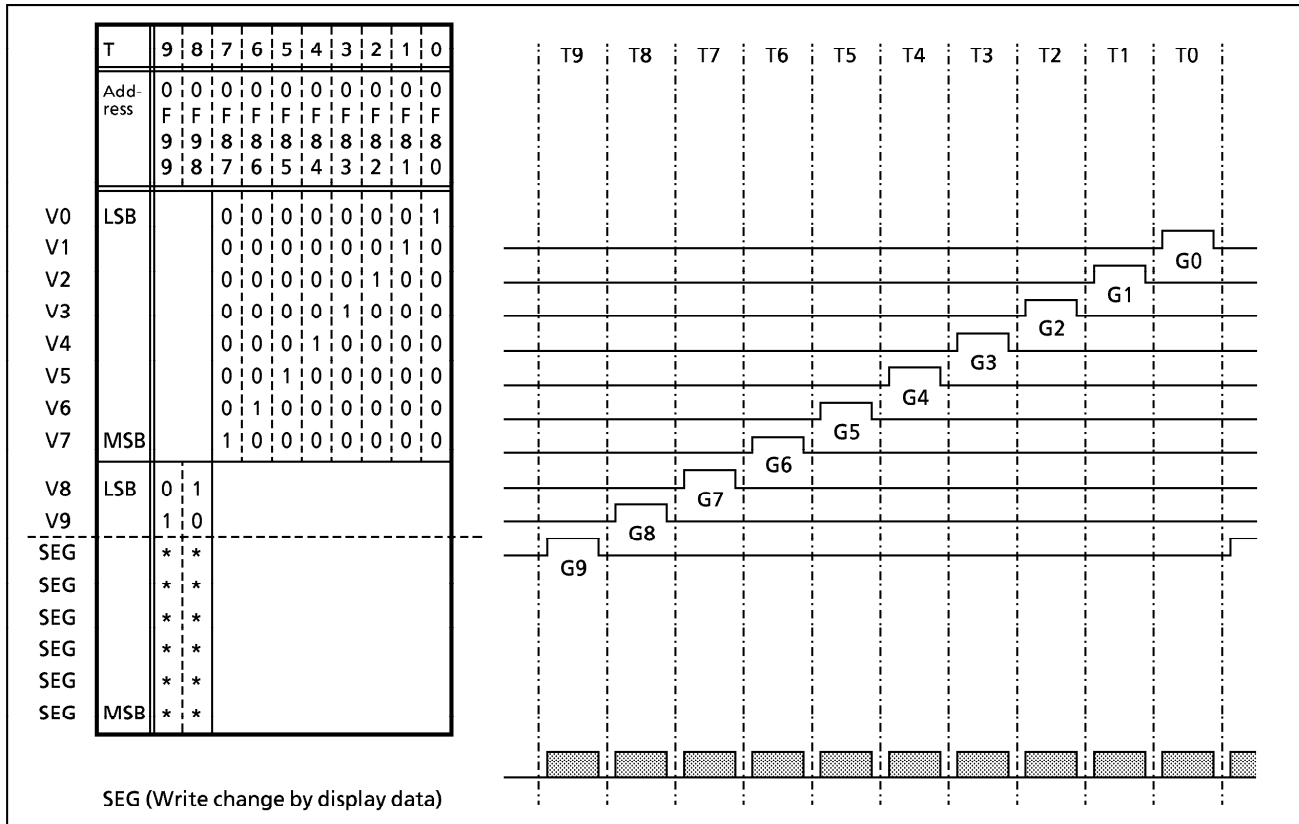 T 9 8 7 6 5 4 3 2 1 0
Add- 0 0 0 0 0 0 0 0 0 0
ress F F F F F F F F F F
9 9 8 8 8 8 8 8 8 8
9 8 7 6 5 4 3 2 1 0
V0 LSB 0 0 0 0 0 0 0 1
V1 0 0 0 0 0 0 1 0
V2 0 0 0 0 0 1 0 0
V3 0 0 0 0 1 0 0 0
V4 0 0 0 1 0 0 0 0
V5 0 0 1 0 0 0 0 0
V6 0 1 0 0 0 0 0 0
V7 MSB 1 0 0 0 0 0 0 0
V8 LSB 0 1
V9 1 0
SEG * *
SEG * *
SEG * *
SEG * *
SEG * *
SEG MSB * *
SEG (Write change by display data)
T9 T8 T7 T6 T5 T4 T3 T2 T1 T0
G0
G1
G2
G3
G4
G5
G6
G7
G8
G9